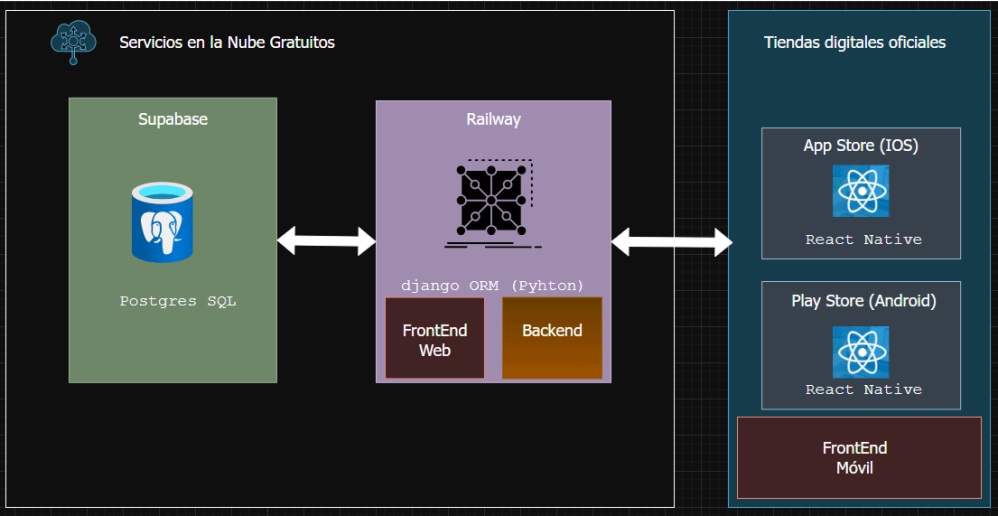 Servicios en la Nube Gratuitos
Supabase
Postgres SQL
Railway
django ORM (Pyhton)
FrontEnd
Web
Backend
Tiendas digitales oficiales
App Store (IOS)
React Native
Play Store (Android)
React Native
FrontEnd
Móvil